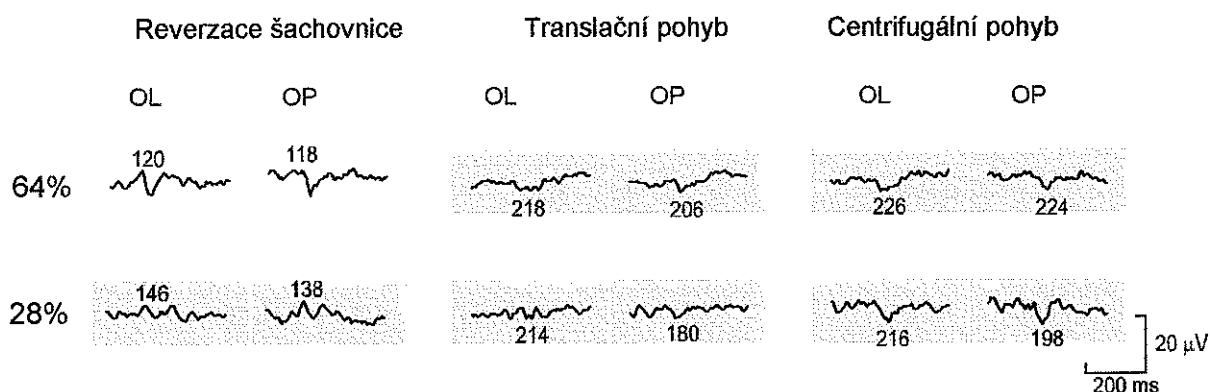 Reverzace šachovnice Translační pohyb Centrifugální pohyb
OL OP OL OP OL OP
120 118
64%
218 206 226 224
146 138
28%
214 180 216 198
20 µV
200 ms